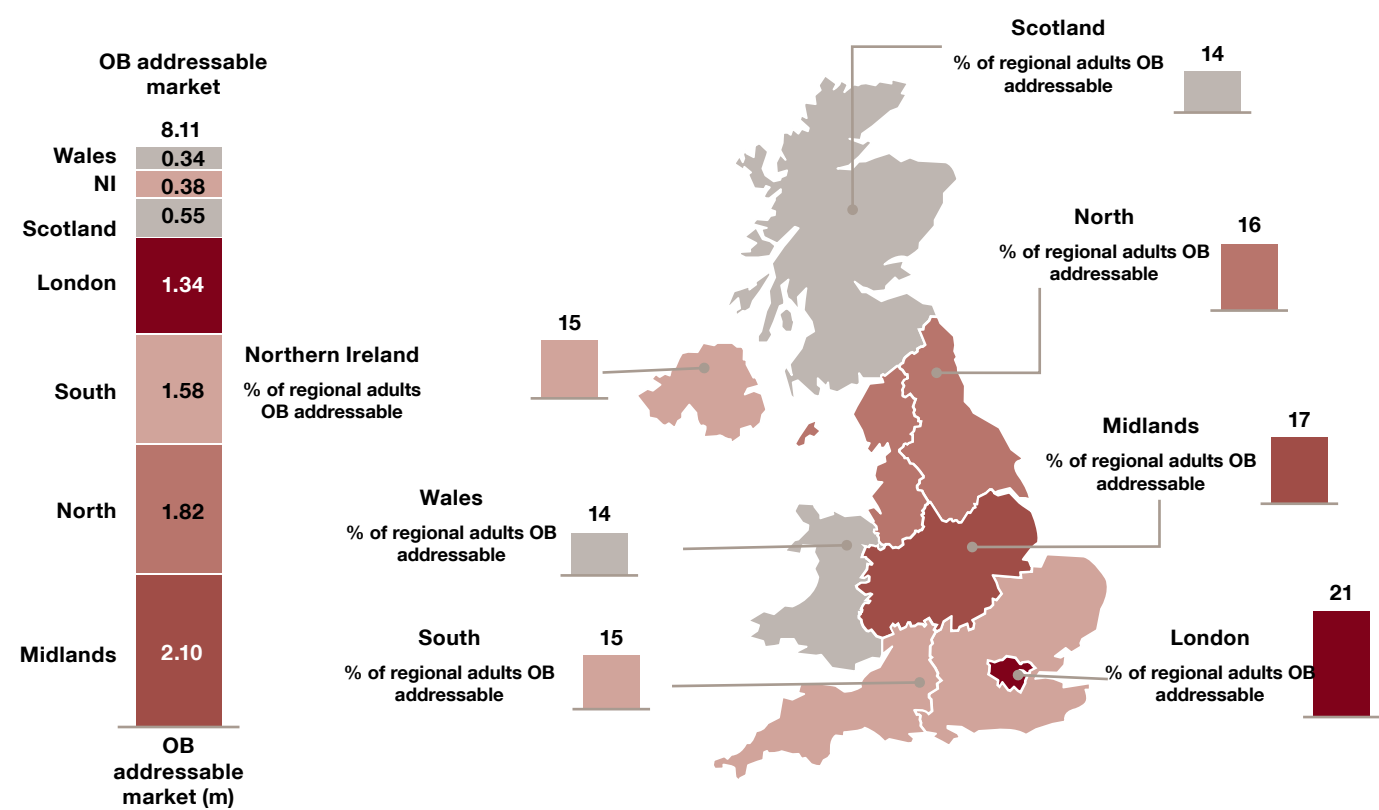 OB addressable
market
8.11
Wales
0.34
NI
0.38
Scotland
0.55
London
1.34
South
1.58
North
1.82
Midlands
2.10
OB
addressable
market (m)
Scotland
% of regional adults OB
addressable
14
North
% of regional adults OB
addressable
16
Northern Ireland
% of regional adults
OB addressable
15
Midlands
% of regional adults OB
addressable
17
Wales
% of regional adults OB
addressable
14
South
% of regional adults OB
addressable
15
London
% of regional adults OB
addressable
21